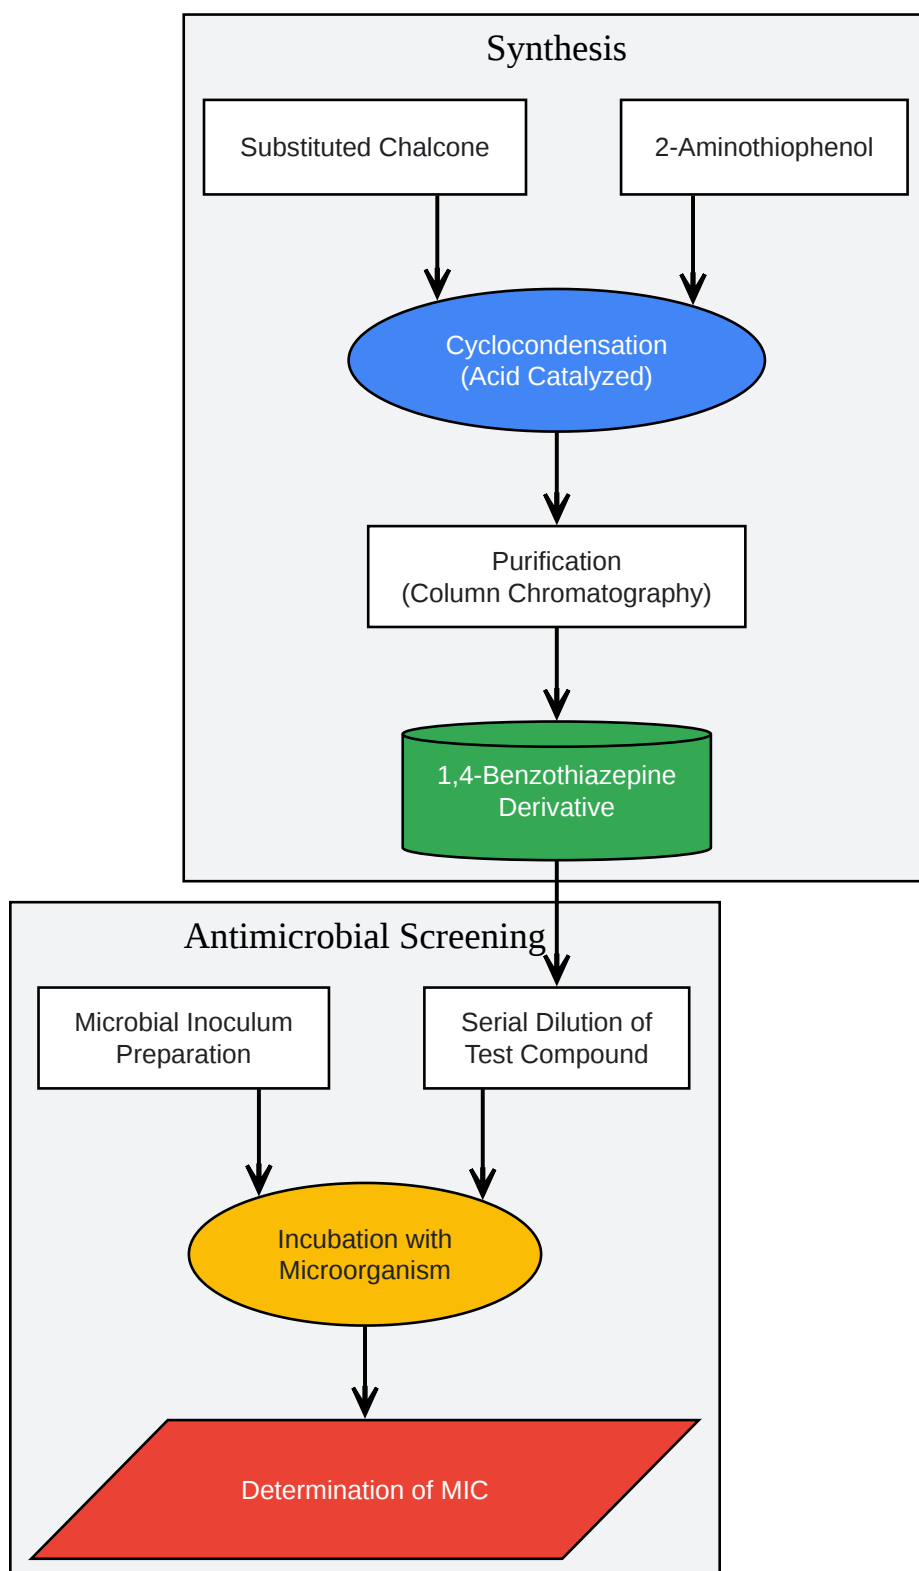 Synthesis
Substituted Chalcone
2-Aminothiophenol
Cyclocondensation
(Acid Catalyzed)
Purification
(Column Chromatography)
1,4-Benzothiazepine
Derivative
Antimicrobial Screening
Microbial Inoculum
Preparation
Serial Dilution of
Test Compound
Incubation with
Microorganism
Determination of MIC